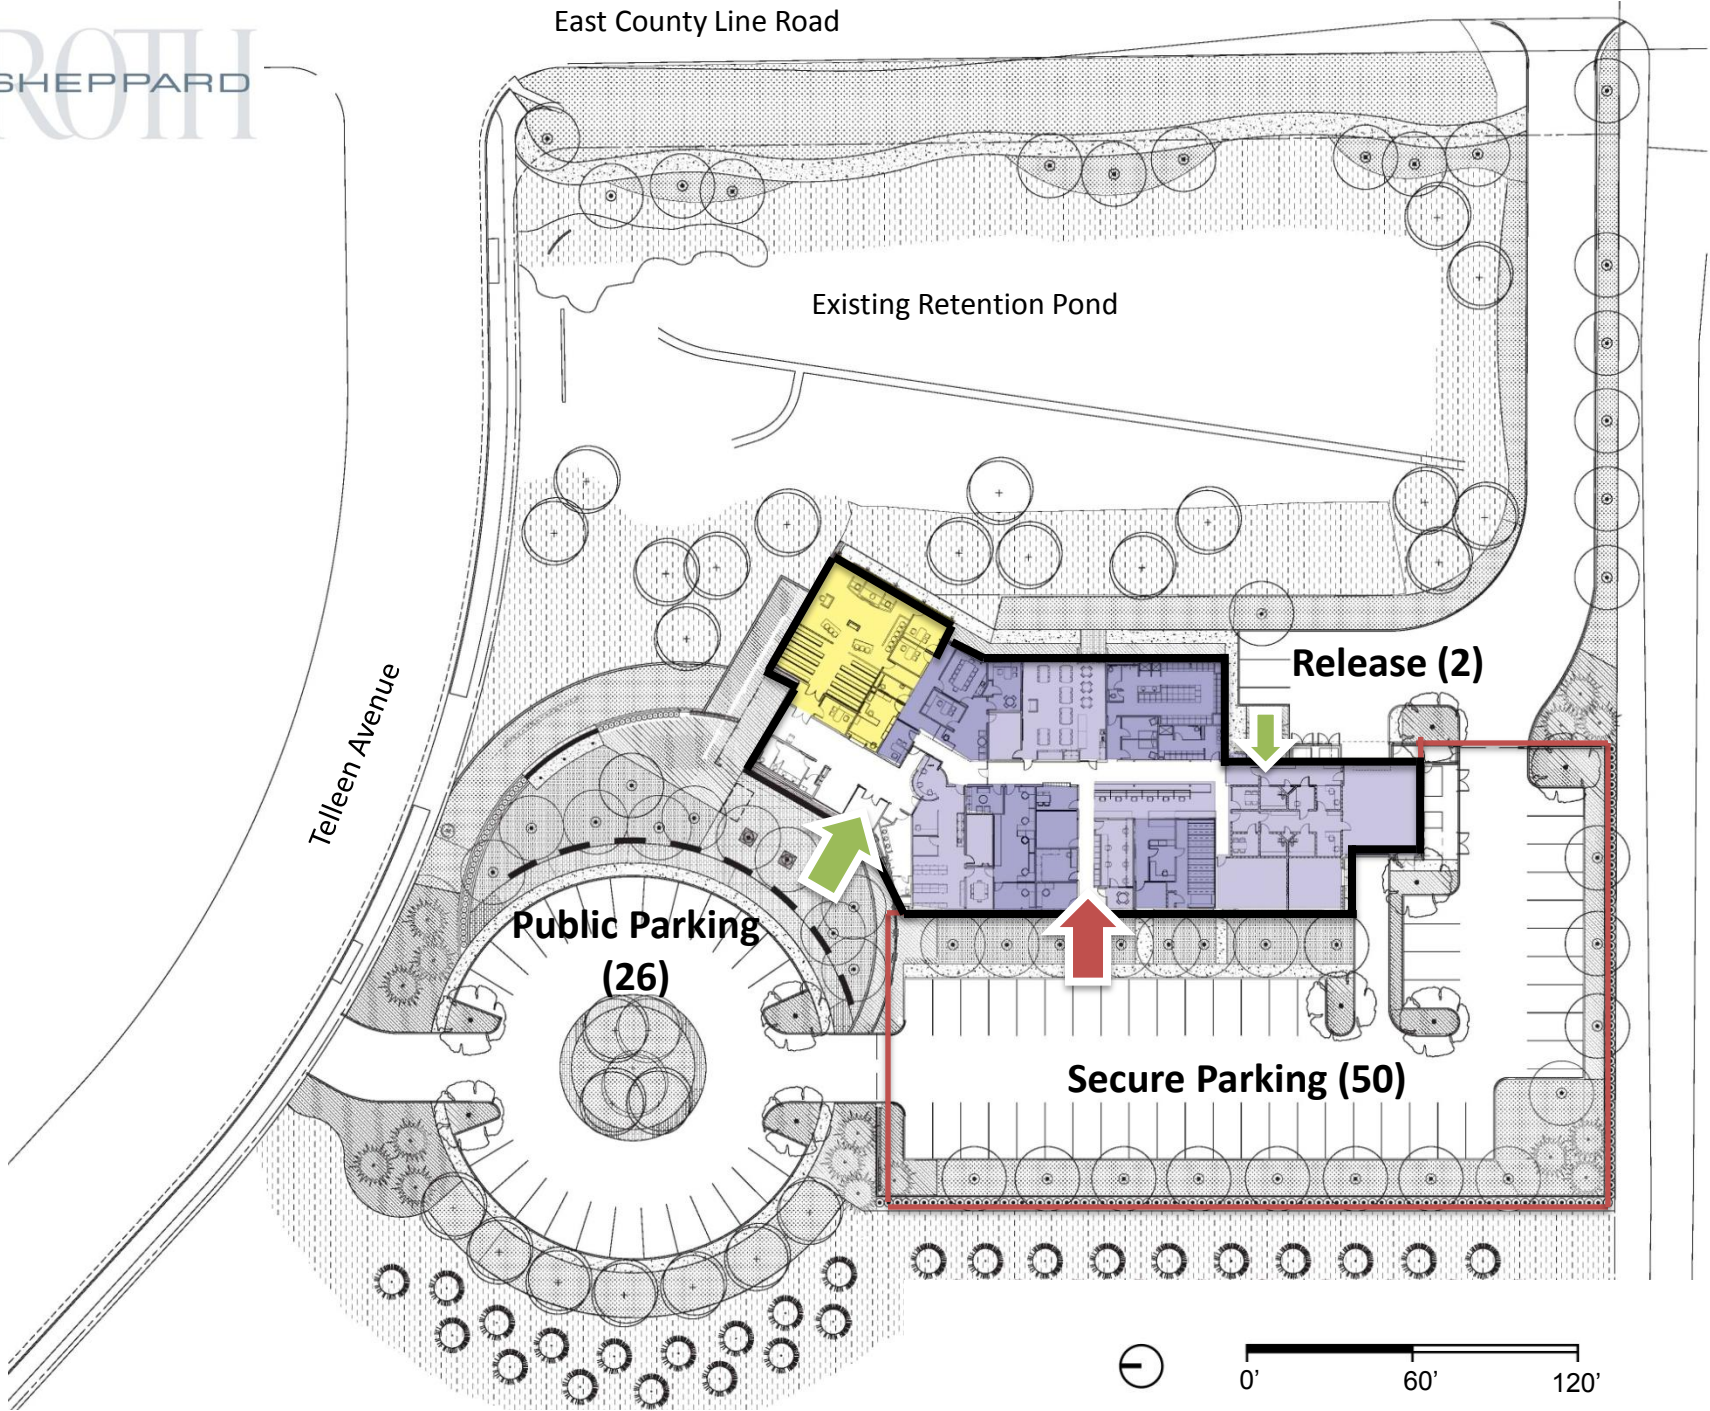 East County Line Road
ROTH
SHEPPARD
Existing Retention Pond
Release (2)
Telleen Avenue
Public Parking
(26)
Secure Parking (50)
0' 60' 120'